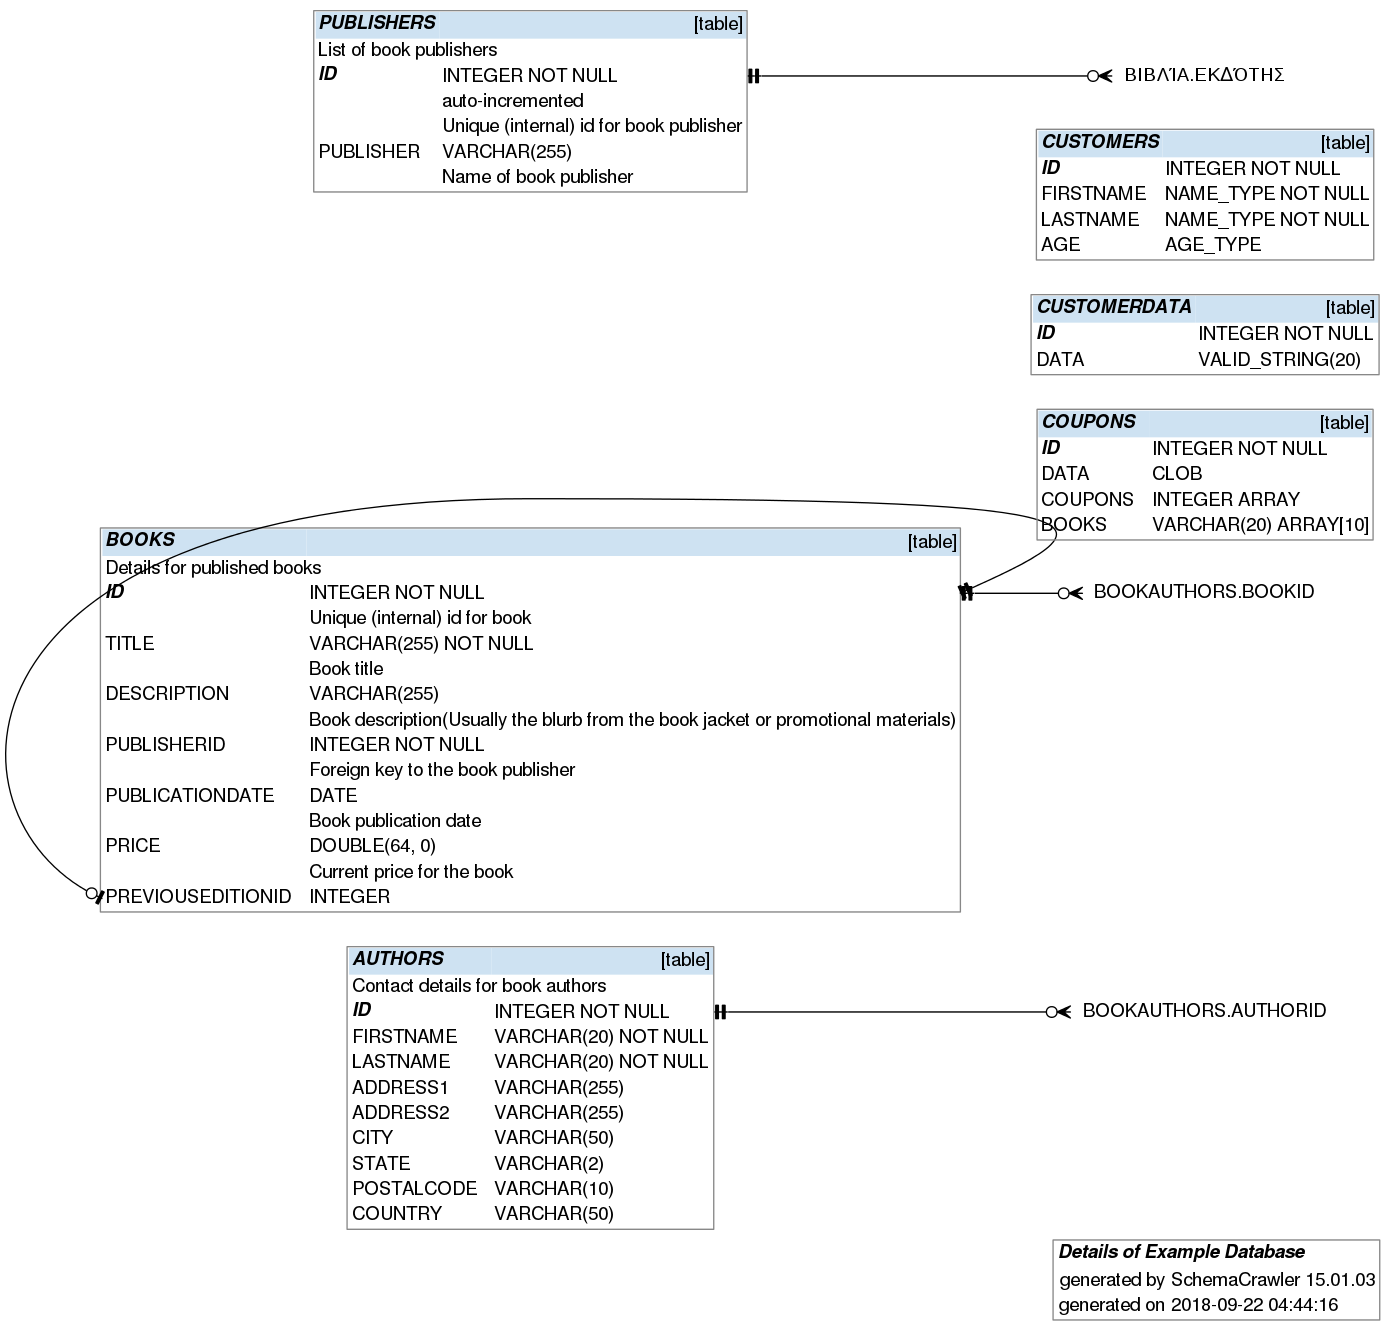 PUBLISHERS [table]
List of book publishers
ID INTEGER NOT NULL
auto-incremented
Unique (internal) id for book publisher
PUBLISHER VARCHAR(255)
Name of book publisher
ΒΙΒΛΊΑ.ΕΚΔΌΤΗΣ
CUSTOMERS [table]
ID INTEGER NOT NULL
FIRSTNAME NAME_TYPE NOT NULL
LASTNAME NAME_TYPE NOT NULL
AGE AGE_TYPE
CUSTOMERDATA [table]
ID INTEGER NOT NULL
DATA VALID_STRING(20)
COUPONS [table]
ID INTEGER NOT NULL
DATA CLOB
COUPONS INTEGER ARRAY
BOOKS VARCHAR(20) ARRAY[10]
BOOKS [table]
Details for published books
ID INTEGER NOT NULL
Unique (internal) id for book
TITLE VARCHAR(255) NOT NULL
Book title
DESCRIPTION VARCHAR(255)
Book description(Usually the blurb from the book jacket or promotional materials)
PUBLISHERID INTEGER NOT NULL
Foreign key to the book publisher
PUBLICATIONDATE DATE
Book publication date
PRICE DOUBLE(64, 0)
Current price for the book
PREVIOUSEDITIONID INTEGER
BOOKAUTHORS.BOOKID
AUTHORS [table]
Contact details for book authors
ID INTEGER NOT NULL
FIRSTNAME VARCHAR(20) NOT NULL
LASTNAME VARCHAR(20) NOT NULL
ADDRESS1 VARCHAR(255)
ADDRESS2 VARCHAR(255)
CITY VARCHAR(50)
STATE VARCHAR(2)
POSTALCODE VARCHAR(10)
COUNTRY VARCHAR(50)
BOOKAUTHORS.AUTHORID
Details of Example Database
generated by SchemaCrawler 15.01.03
generated on 2018-09-22 04:44:16